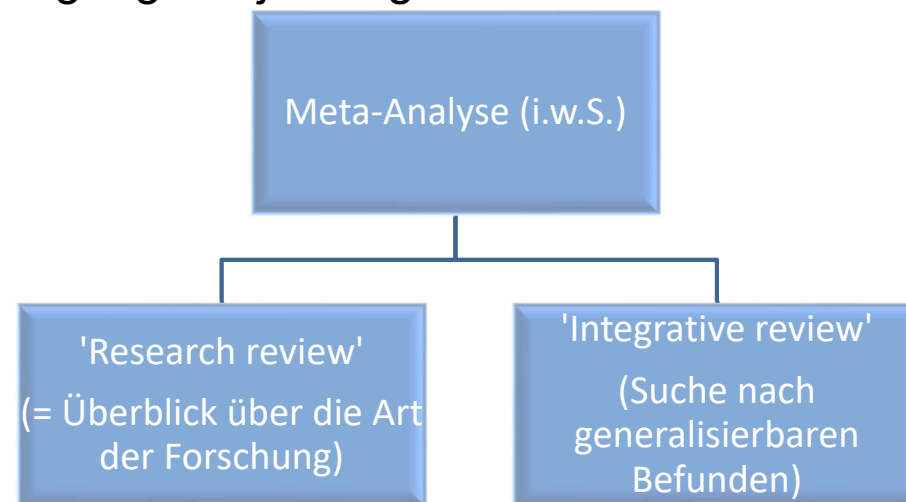 Meta-Analyse (i.w.S.)
'Research review'
(= Überblick über die Art
der Forschung)
'Integrative review'
(Suche nach
generalisierbaren
Befunden)